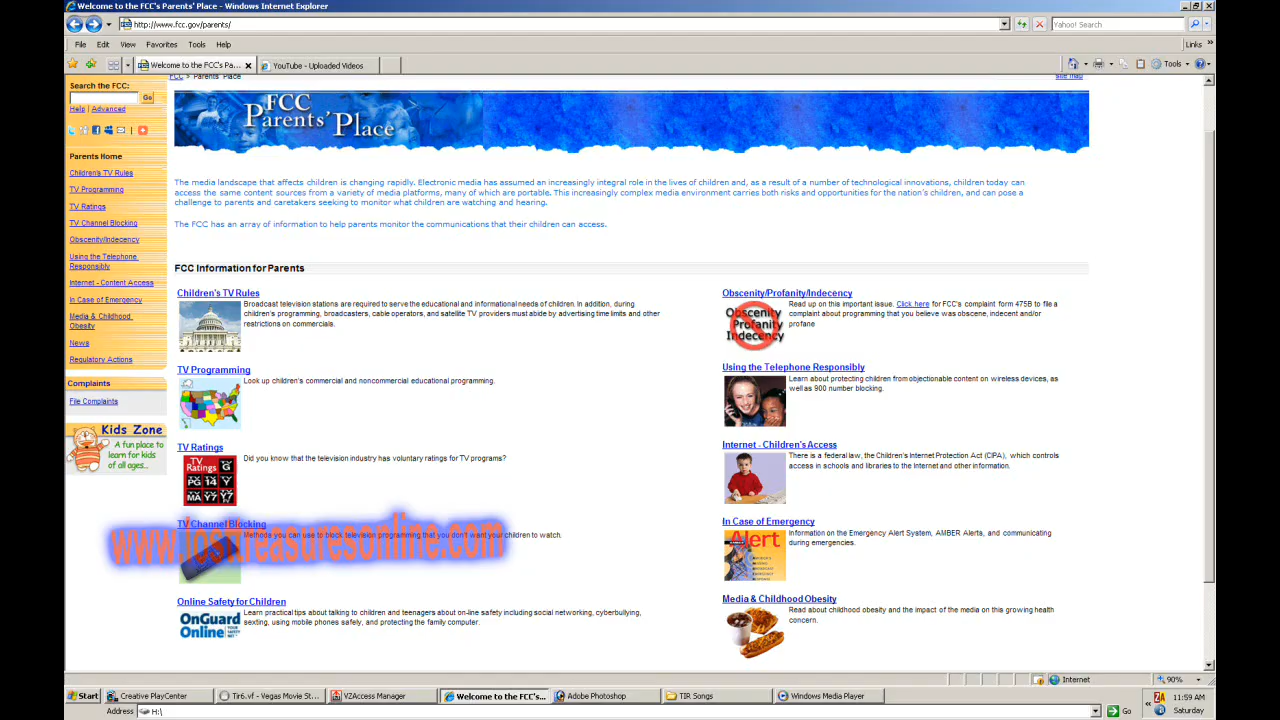 Welcome to the FCC's Parents' Place - Windows Internet Explorer
http://www.fcc.gov/parents/
Yahoo! Search
File Edit View Favorites Tools Help
Links »
Welcome to the FCC's Pa...
YouTube - Uploaded Videos
Tools
FCC > Parents' Place
site map
Search the FCC:
Go
Help | Advanced
FCC
Parents' Place
Parents Home
Children's TV Rules
TV Programming
TV Ratings
TV Channel Blocking
Obscenity/Indecency
Using the Telephone
Responsibly
Internet - Content Access
In Case of Emergency
Media & Childhood
Obesity
News
Regulatory Actions
Complaints
File Complaints
Kids Zone
A fun place to
learn for kids
of all ages...
The media landscape that affects children is changing rapidly. Electronic media has assumed an increasingly integral role in the lives of children and, as a result of a number of technological innovations, children today can
access the same content sources from a variety of media platforms, many of which are portable. This increasingly complex media environment carries both risks and opportunities for the nation's children, and can pose a
challenge to parents and caretakers seeking to monitor what children are watching and hearing.
The FCC has an array of information to help parents monitor the communications that their children can access.
FCC Information for Parents
Children's TV Rules
Broadcast television stations are required to serve the educational and informational needs of children. In addition, during
children's programming, broadcasters, cable operators, and satellite TV providers must abide by advertising time limits and other
restrictions on commercials.
TV Programming
Look up children's commercial and noncommercial educational programming.
TV Ratings
TV
Ratings G
PG 14 Y
MA Y7 Y7
Did you know that the television industry has voluntary ratings for TV programs?
TV Channel Blocking
Methods you can use to block television programming that you don't want your children to watch.
www.losttreasuresonline.com
Online Safety for Children
OnGuard
Online
Learn practical tips about talking to children and teenagers about on-line safety including social networking, cyberbullying,
sexting, using mobile phones safely, and protecting the family computer.
Obscenity/Profanity/Indecency
Obscenity
Profanity
Indecency
Read up on this important issue. Click here for FCC's complaint form 475B to file a
complaint about programming that you believe was obscene, indecent and/or
profane
Using the Telephone Responsibly
Learn about protecting children from objectionable content on wireless devices, as
well as 900 number blocking.
Internet - Children's Access
There is a federal law, the Children's Internet Protection Act (CIPA), which controls
access in schools and libraries to the Internet and other information.
In Case of Emergency
Alert
Information on the Emergency Alert System, AMBER Alerts, and communicating
during emergencies.
Media & Childhood Obesity
Read about childhood obesity and the impact of the media on this growing health
concern.
Internet
90%
Start
Creative PlayCenter
Tir6.vf - Vegas Movie St...
VZAccess Manager
Welcome to the FCC's...
Adobe Photoshop
TIR Songs
Windows Media Player
11:59 AM
Address H:\
Go
Saturday